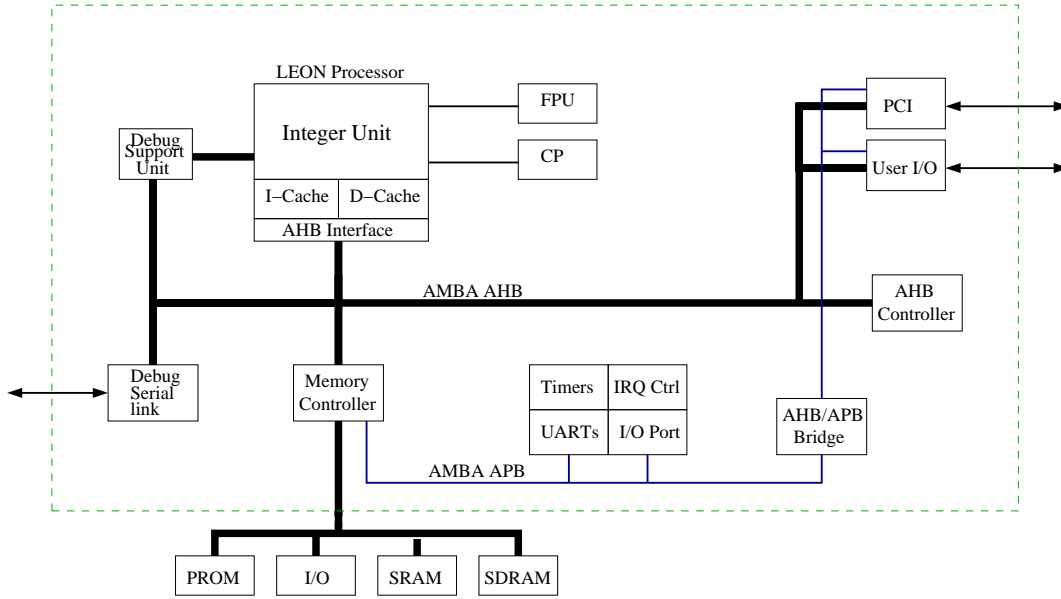 LEON Processor
FPU
PCI
Integer Unit
Debug
Support
Unit
CP
User I/O
I–Cache
D–Cache
AHB Interface
AMBA AHB
AHB
Controller
Debug
Serial
link
Memory
Controller
Timers
IRQ Ctrl
UARTs
I/O Port
AHB/APB
Bridge
AMBA APB
PROM
I/O
SRAM
SDRAM